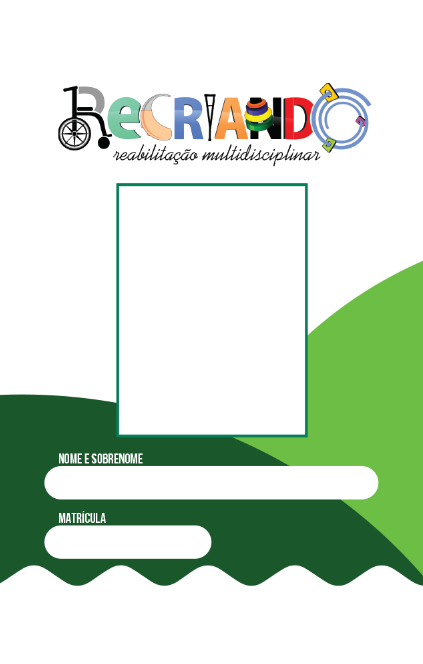 ReCRIANDO
reabilitação multidisciplinar
NOME E SOBRENOME
MATRÍCULA